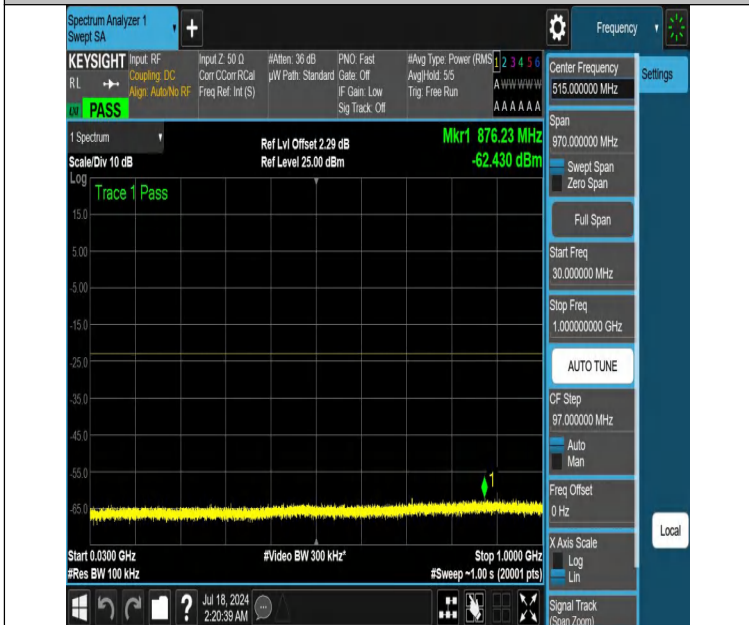 Spectrum Analyzer 1
Swept SA
Frequency
KEYSIGHT
Input: RF
Input Z: 50 Ω
#Atten: 36 dB
PNO: Fast
#Avg Type: Power (RMS
1 2 3 4 5 6
RL
Coupling: DC
Corr CCorr RCal
µW Path: Standard
Gate: Off
Avg|Hold: 5/5
A W W W W W
Align: Auto/No RF
Freq Ref: Int (S)
IF Gain: Low
Trig: Free Run
PASS
Sig Track: Off
A A A A A A
1 Spectrum
Ref Lvl Offset 2.29 dB
Mkr1 876.23 MHz
Scale/Div 10 dB
Ref Level 25.00 dBm
-62.430 dBm
Log
Trace 1 Pass
15.0
5.00
-5.00
-15.0
-25.0
-35.0
-45.0
-55.0
-65.0
1
Start 0.0300 GHz
#Video BW 300 kHz*
Stop 1.0000 GHz
#Res BW 100 kHz
#Sweep ~1.00 s (20001 pts)
Jul 18, 2024
2:20:39 AM
Center Frequency
515.000000 MHz
Settings
Span
970.000000 MHz
Swept Span
Zero Span
Full Span
Start Freq
30.000000 MHz
Stop Freq
1.000000000 GHz
AUTO TUNE
CF Step
97.000000 MHz
Auto
Man
Freq Offset
0 Hz
X Axis Scale
Log
Lin
Local
Signal Track
(Span Zoom)